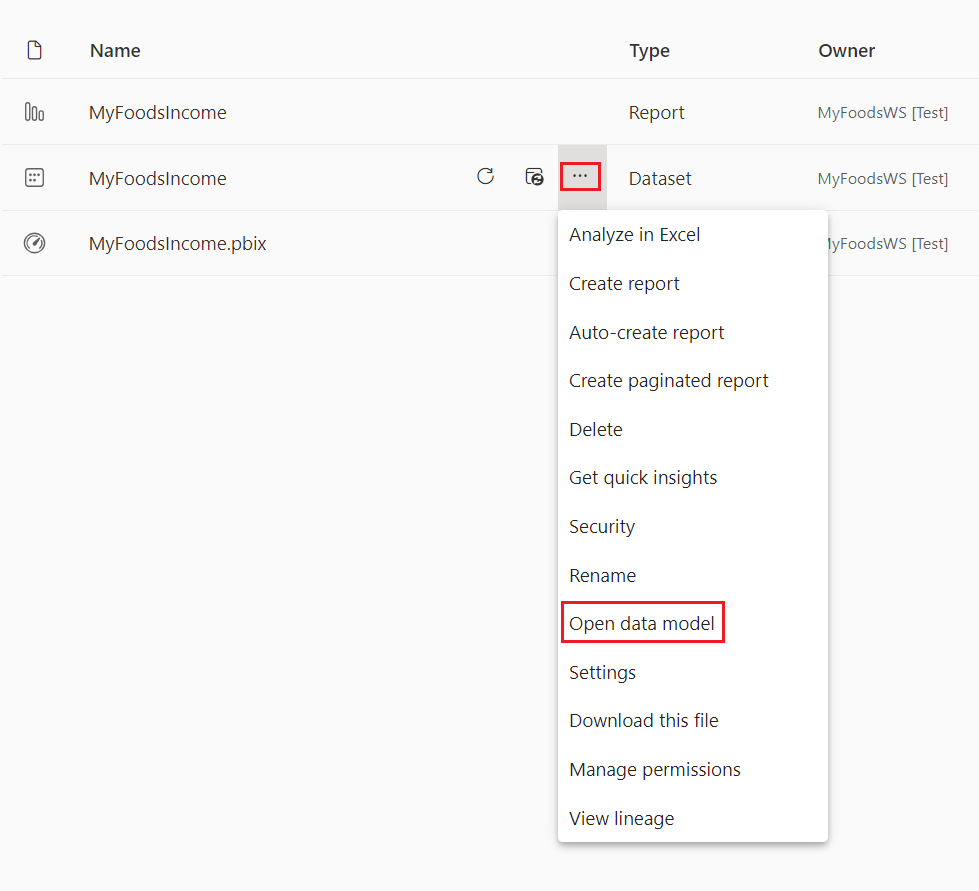 Name Type Owner
MyFoodsIncome Report MyFoodsWS [Test]
MyFoodsIncome ... Dataset MyFoodsWS [Test]
MyFoodsIncome.pbix MyFoodsWS [Test]
Analyze in Excel
Create report
Auto-create report
Create paginated report
Delete
Get quick insights
Security
Rename
Open data model
Settings
Download this file
Manage permissions
View lineage